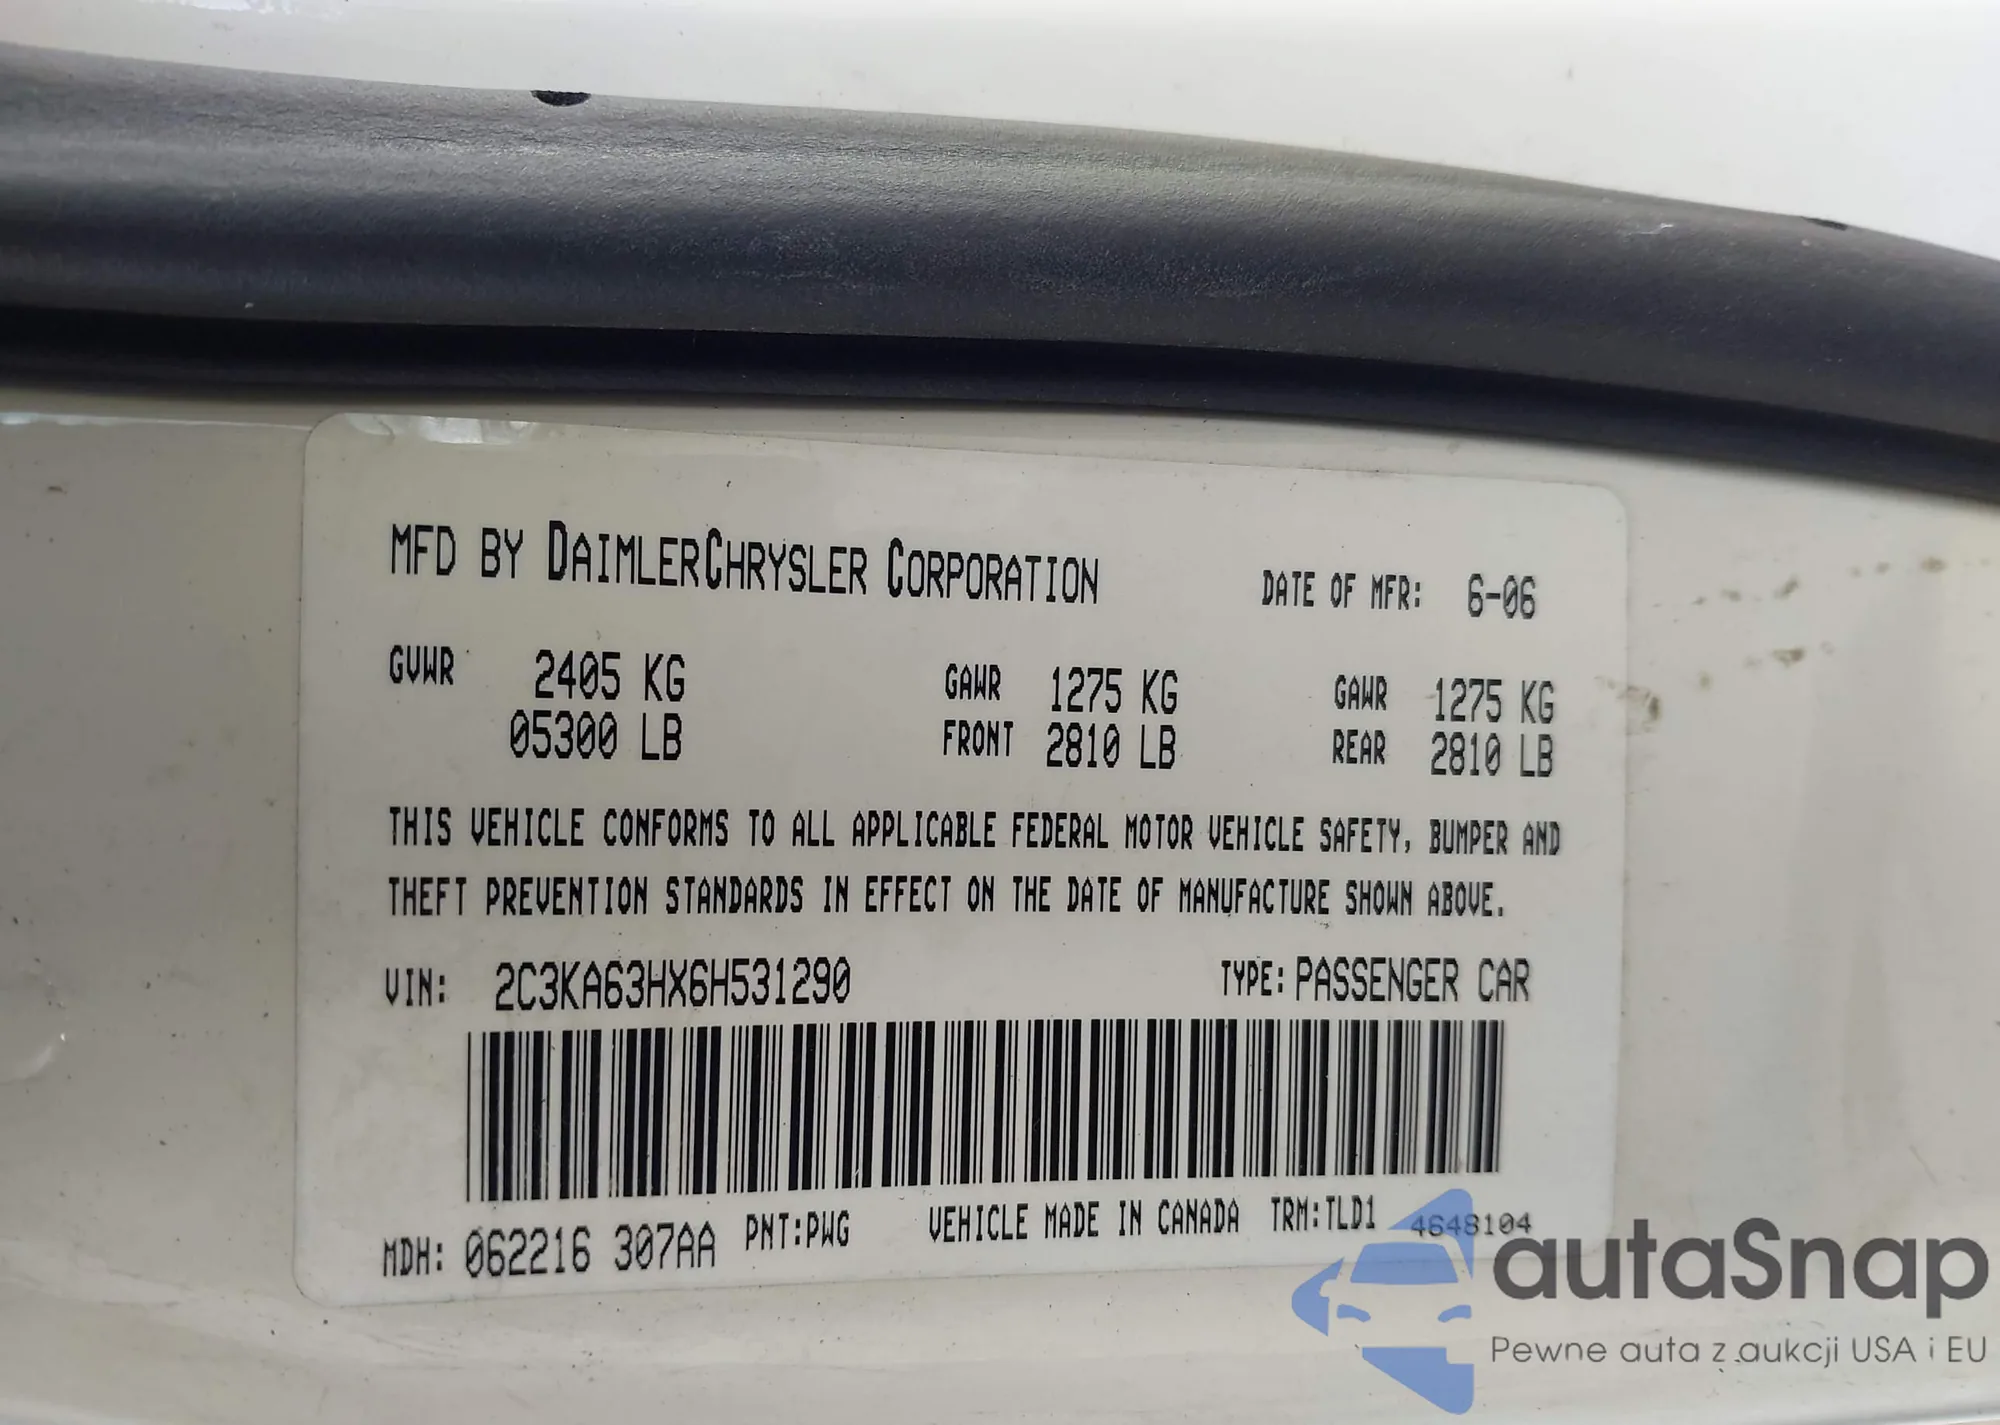 MFD BY DAIMLERCHRYSLER CORPORATION DATE OF MFR: 6-06
GVWR 2405 KG GAWR 1275 KG GAWR 1275 KG
05300 LB FRONT 2810 LB REAR 2810 LB
THIS VEHICLE CONFORMS TO ALL APPLICABLE FEDERAL MOTOR VEHICLE SAFETY, BUMPER AND
THEFT PREVENTION STANDARDS IN EFFECT ON THE DATE OF MANUFACTURE SHOWN ABOVE.
VIN: 2C3KA63HX6H531290 TYPE: PASSENGER CAR
MDH: 062216 307AA PNT:PWG VEHICLE MADE IN CANADA TRM:TLD1 4648104
autaSnap
Pewne auta z aukcji USA i EU